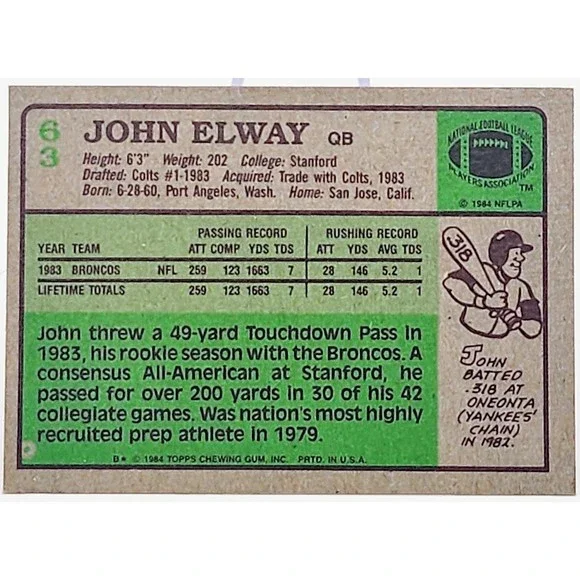 63
JOHN ELWAY QB
Height: 6'3" Weight: 202 College: Stanford
Drafted: Colts #1-1983 Acquired: Trade with Colts, 1983
Born: 6-28-60, Port Angeles, Wash. Home: San Jose, Calif.
NATIONAL FOOTBALL LEAGUE
PLAYERS ASSOCIATION
TM
© 1984 NFLPA
PASSING RECORD RUSHING RECORD
YEAR TEAM ATT COMP YDS TDS ATT YDS AVG TDS
1983 BRONCOS NFL 259 123 1663 7 28 146 5.2 1
LIFETIME TOTALS 259 123 1663 7 28 146 5.2 1
John threw a 49-yard Touchdown Pass in
1983, his rookie season with the Broncos. A
consensus All-American at Stanford, he
passed for over 200 yards in 30 of his 42
collegiate games. Was nation's most highly
recruited prep athlete in 1979.
.318
JOHN
BATTED
.318 AT
ONEONTA
(YANKEES'
CHAIN)
IN 1982.
B* © 1984 TOPPS CHEWING GUM, INC. PRTD. IN U.S.A.